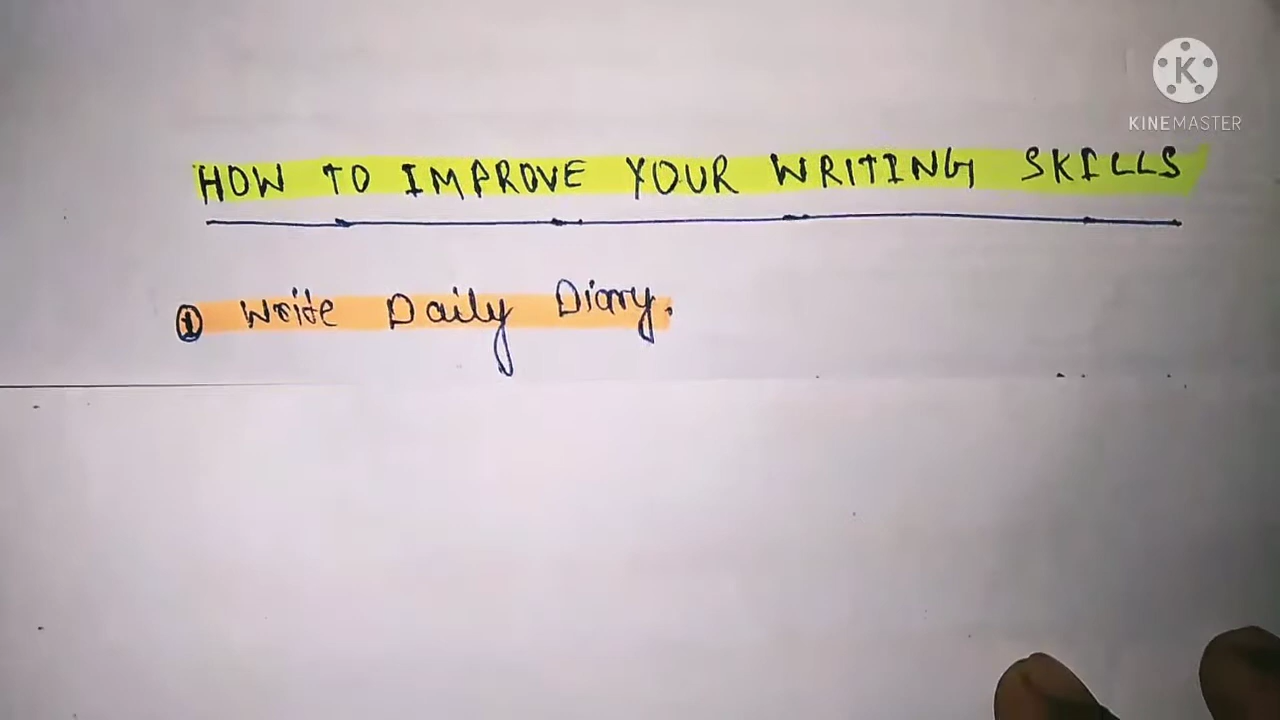 KINEMASTER
HOW TO IMPROVE YOUR WRITING SKILLS
1 Write Daily Diary.